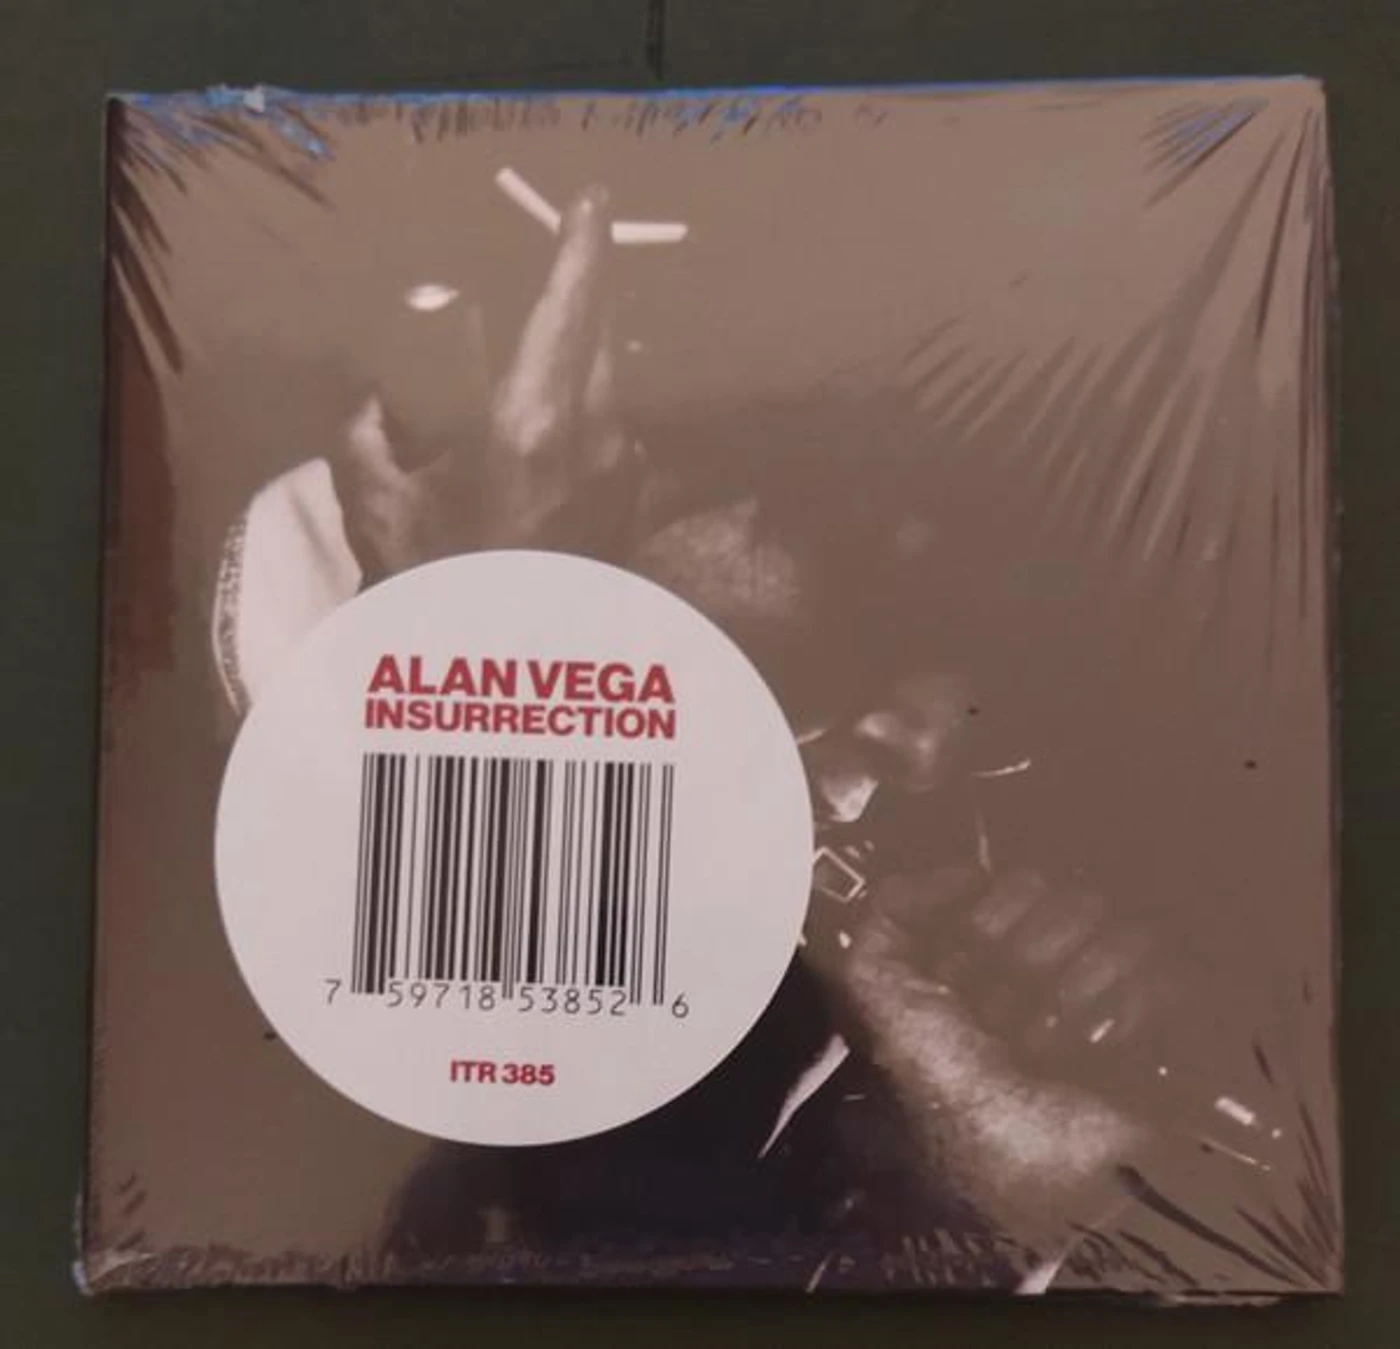 ALAN VEGA
INSURRECTION
7 59718 53852 6
ITR 385